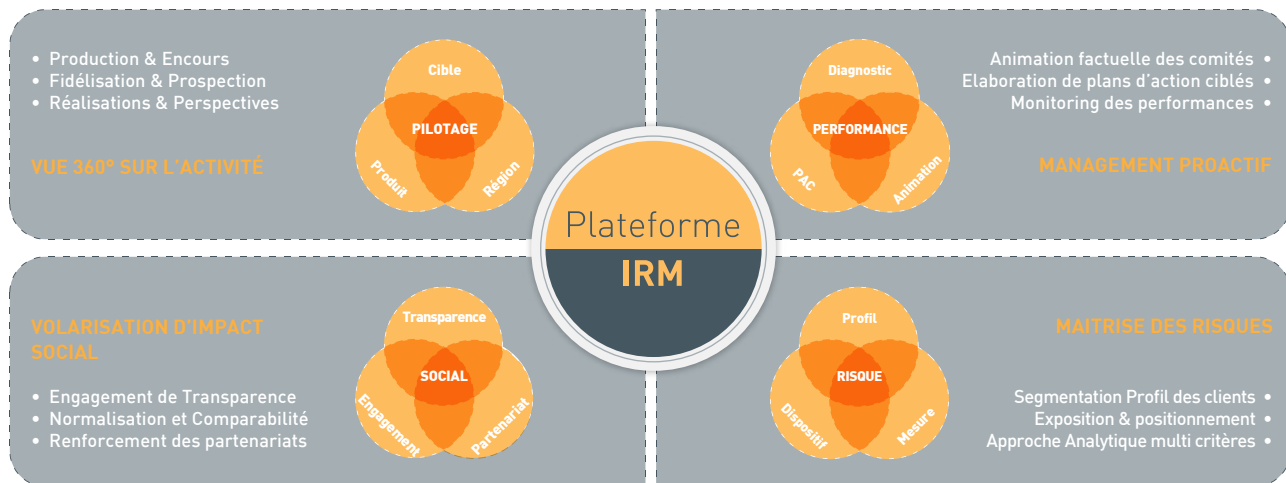 • Production & Encours
• Fidélisation & Prospection
• Réalisations & Perspectives
VUE 360° SUR L'ACTIVITÉ
Cible
PILOTAGE
Produit
Région
Diagnostic
PERFORMANCE
PAC
Animation
Animation factuelle des comités •
Elaboration de plans d'action ciblés •
Monitoring des performances •
MANAGEMENT PROACTIF
Plateforme
IRM
VOLARISATION D'IMPACT
SOCIAL
• Engagement de Transparence
• Normalisation et Comparabilité
• Renforcement des partenariats
Transparence
SOCIAL
Engagement
Partenariat
Profil
RISQUE
Dispositif
Mesure
MAITRISE DES RISQUES
Segmentation Profil des clients •
Exposition & positionnement •
Approche Analytique multi critères •